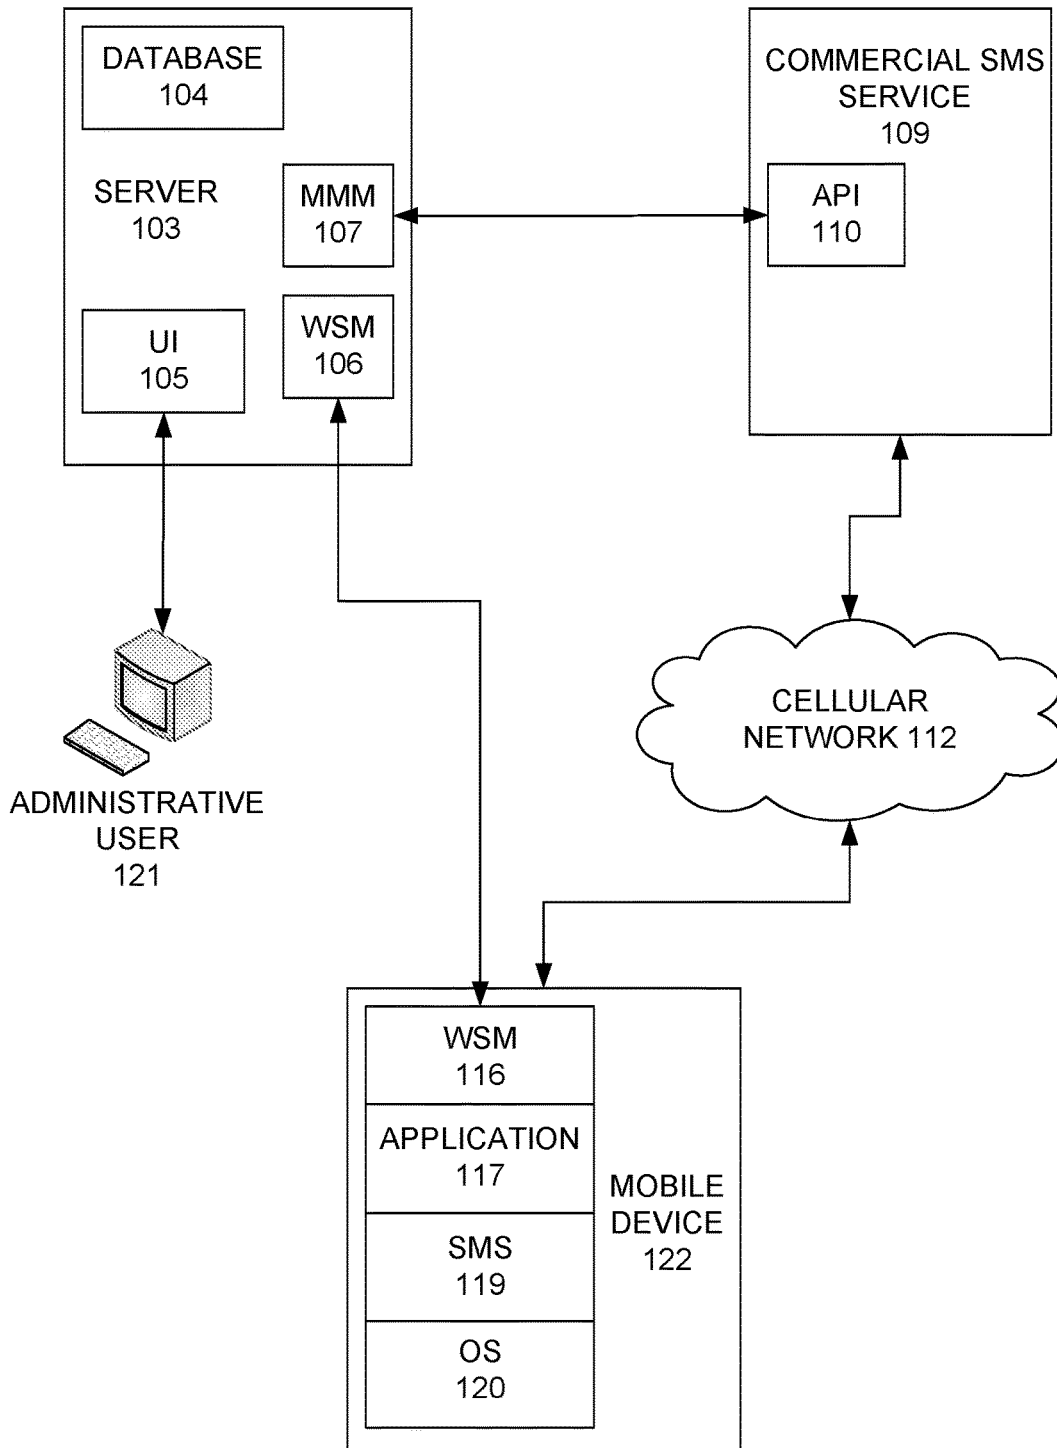 DATABASE
104
SERVER
103
MMM
107
WSM
106
UI
105
COMMERCIAL SMS
SERVICE
109
API
110
ADMINISTRATIVE
USER
121
CELLULAR
NETWORK 112
WSM
116
APPLICATION
117
SMS
119
OS
120
MOBILE
DEVICE
122